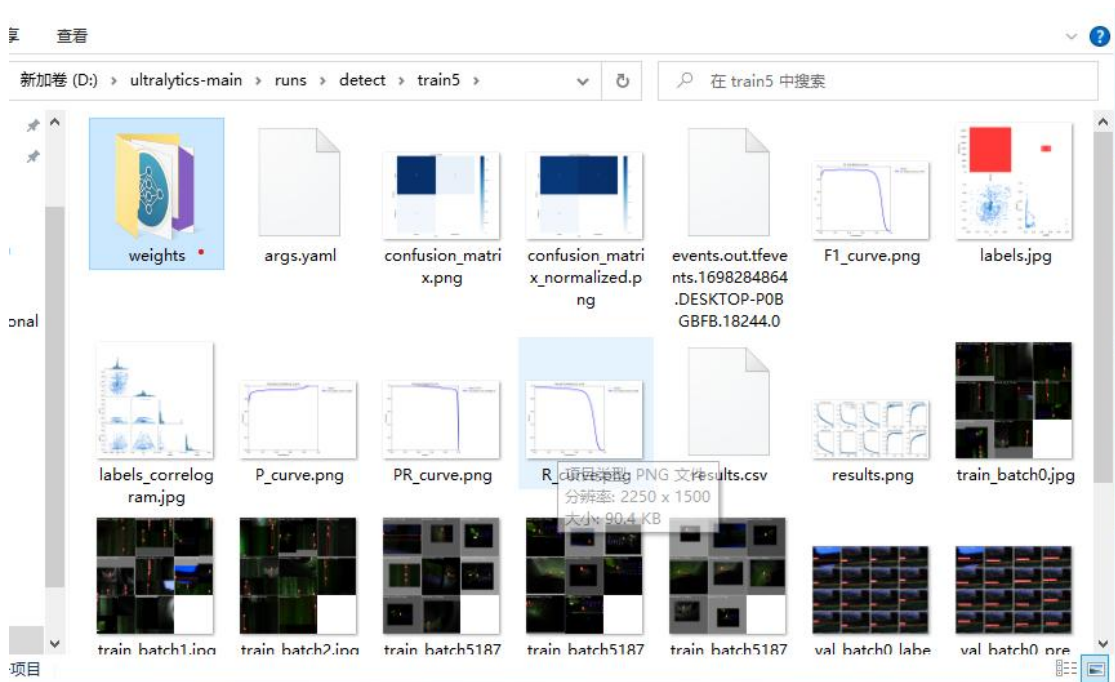 享 查看
新加卷 (D:) › ultralytics-main › runs › detect › train5 ›
在 train5 中搜索
onal
weights
args.yaml
confusion_matri
x.png
confusion_matri
x_normalized.p
ng
events.out.tfeve
nts.1698284864
.DESKTOP-P0B
GBFB.18244.0
F1_curve.png
labels.jpg
labels_correlog
ram.jpg
P_curve.png
PR_curve.png
R_curve.png
results.csv
results.png
train_batch0.jpg
项目类型: PNG 文件
分辨率: 2250 x 1500
大小: 90.4 KB
train_batch1.jpg
train_batch2.jpg
train_batch5187
train_batch5187
train_batch5187
val_batch0_labe
val_batch0_pre
项目